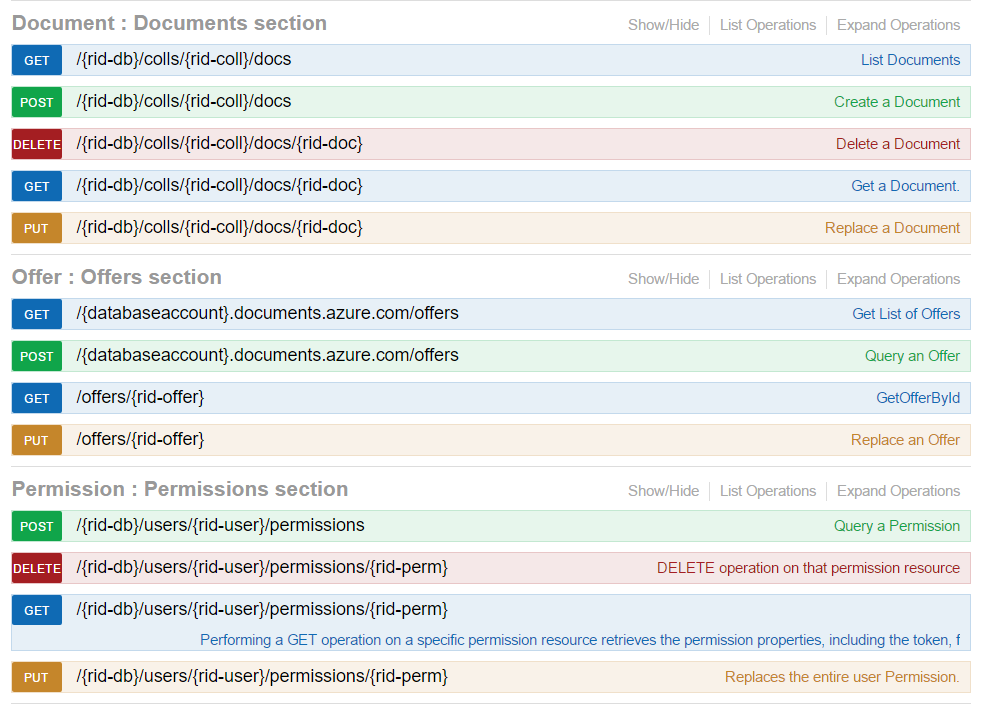 Document : Documents section Show/Hide List Operations Expand Operations
GET /{rid-db}/colls/{rid-coll}/docs List Documents
POST /{rid-db}/colls/{rid-coll}/docs Create a Document
DELETE /{rid-db}/colls/{rid-coll}/docs/{rid-doc} Delete a Document
GET /{rid-db}/colls/{rid-coll}/docs/{rid-doc} Get a Document.
PUT /{rid-db}/colls/{rid-coll}/docs/{rid-doc} Replace a Document
Offer : Offers section Show/Hide List Operations Expand Operations
GET /{databaseaccount}.documents.azure.com/offers Get List of Offers
POST /{databaseaccount}.documents.azure.com/offers Query an Offer
GET /offers/{rid-offer} GetOfferById
PUT /offers/{rid-offer} Replace an Offer
Permission : Permissions section Show/Hide List Operations Expand Operations
POST /{rid-db}/users/{rid-user}/permissions Query a Permission
DELETE /{rid-db}/users/{rid-user}/permissions/{rid-perm} DELETE operation on that permission resource
GET /{rid-db}/users/{rid-user}/permissions/{rid-perm}
Performing a GET operation on a specific permission resource retrieves the permission properties, including the token, f
PUT /{rid-db}/users/{rid-user}/permissions/{rid-perm} Replaces the entire user Permission.